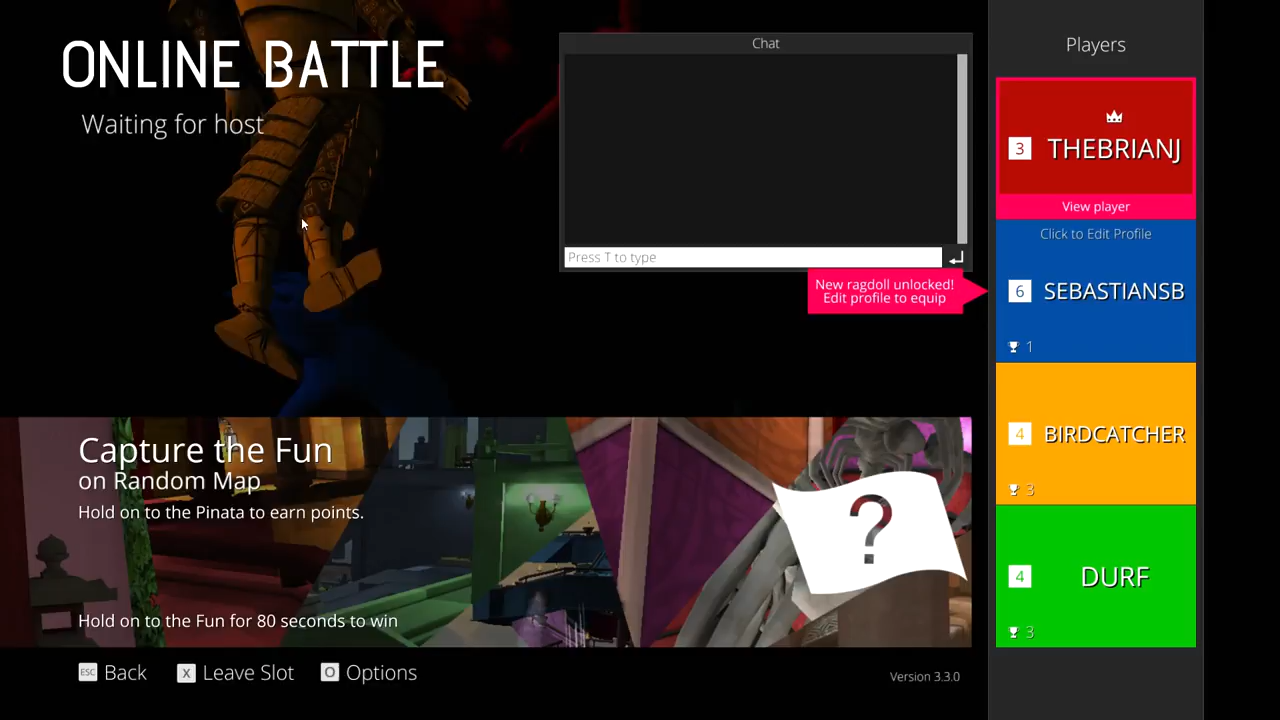 ONLINE BATTLE
Waiting for host
Chat
Press T to type
New ragdoll unlocked!
Edit profile to equip
Players
3 THEBRIANJ
View player
Click to Edit Profile
6 SEBASTIANSB
1
4 BIRDCATCHER
3
4 DURF
3
Capture the Fun
on Random Map
Hold on to the Pinata to earn points.
?
Hold on to the Fun for 80 seconds to win
ESC Back X Leave Slot O Options
Version 3.3.0